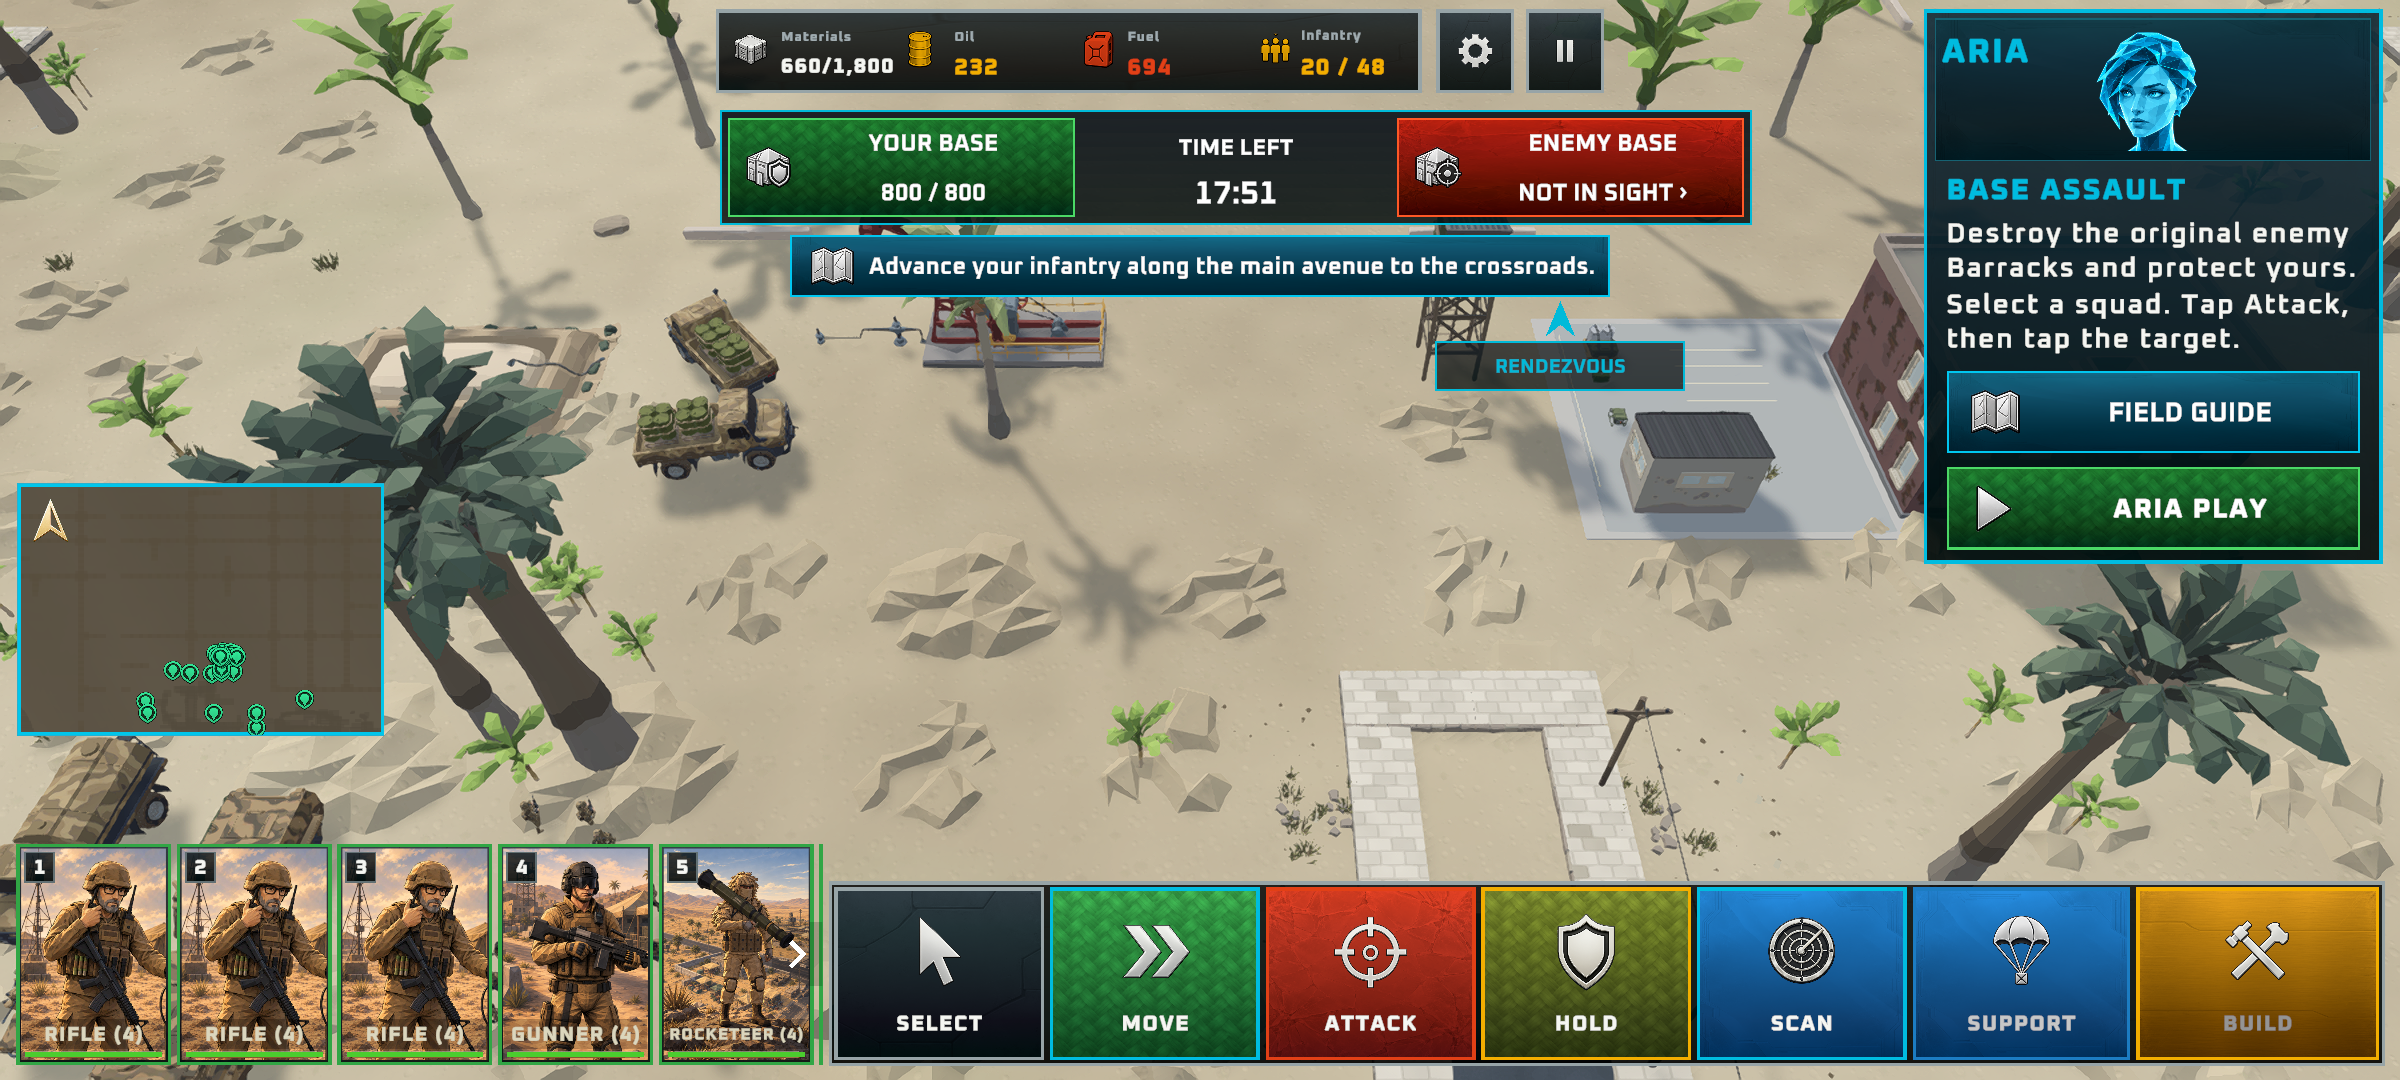 Materials
660/1,800
Oil
232
Fuel
694
Infantry
20 / 48
YOUR BASE
800 / 800
TIME LEFT
17:51
ENEMY BASE
NOT IN SIGHT ›
Advance your infantry along the main avenue to the crossroads.
RENDEZVOUS
ARIA
BASE ASSAULT
Destroy the original enemy
Barracks and protect yours.
Select a squad. Tap Attack,
then tap the target.
FIELD GUIDE
ARIA PLAY
1
RIFLE (4)
2
RIFLE (4)
3
RIFLE (4)
4
GUNNER (4)
5
ROCKETEER (4)
SELECT
MOVE
ATTACK
HOLD
SCAN
SUPPORT
BUILD